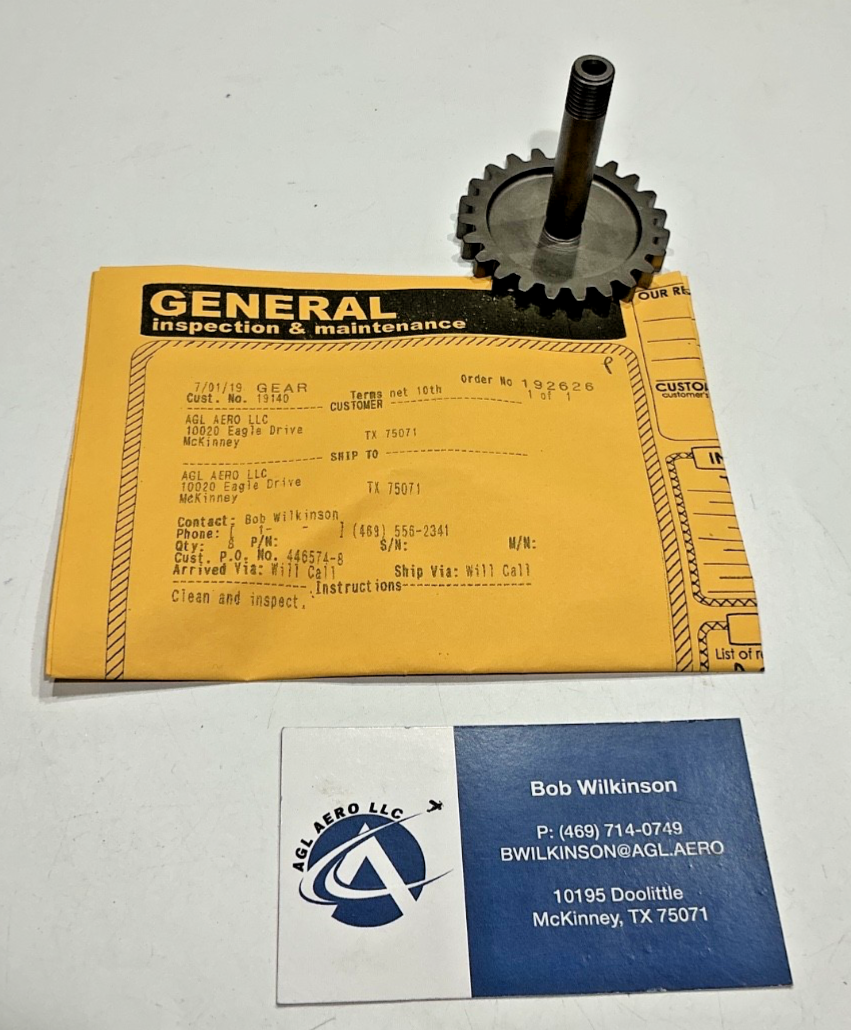 GENERAL
inspection & maintenance
OUR RE
P
7/01/19 GEAR Terms net 10th Order No 192626
Cust. No. 19140 1 of 1
CUSTOMER
AGL AERO LLC
10020 Eagle Drive
McKinney TX 75071
SHIP TO
AGL AERO LLC
10020 Eagle Drive
McKinney TX 75071
Contact: Bob Wilkinson
Phone: [ 1- - ] (469) 556-2341
Qty: 8 P/N: S/N: M/N:
Cust. P.O. No. 446574-8
Arrived Via: Will Call Ship Via: Will Call
Instructions
Clean and inspect.
CUSTO
customer's
IN
List of r
AGL AERO LLC
Bob Wilkinson
P: (469) 714-0749
BWILKINSON@AGL.AERO
10195 Doolittle
McKinney, TX 75071